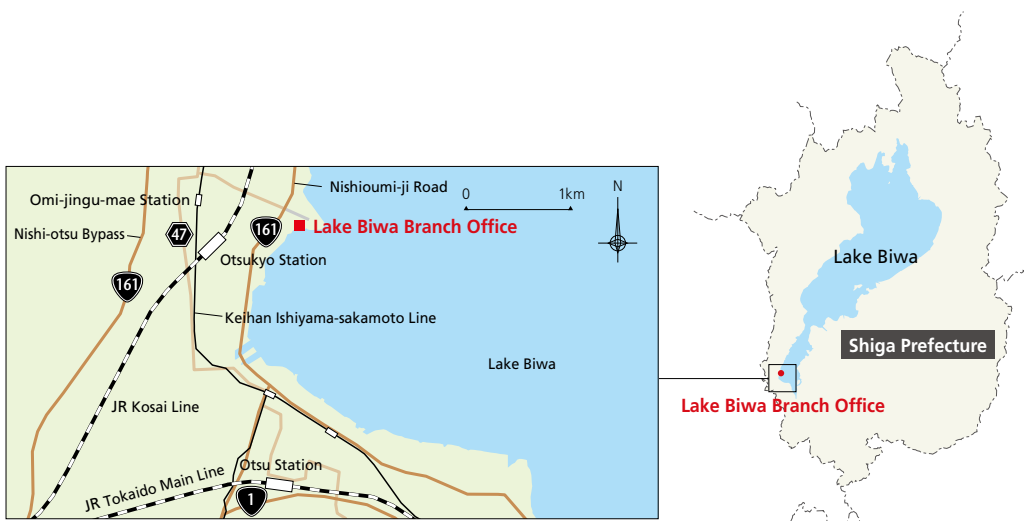 Nishioumi-ji Road
0 1km
N
Omi-jingu-mae Station
Lake Biwa Branch Office
Nishi-otsu Bypass
47
161
Otsukyo Station
161
Keihan Ishiyama-sakamoto Line
Lake Biwa
JR Kosai Line
Otsu Station
JR Tokaido Main Line
1
Lake Biwa
Shiga Prefecture
Lake Biwa Branch Office